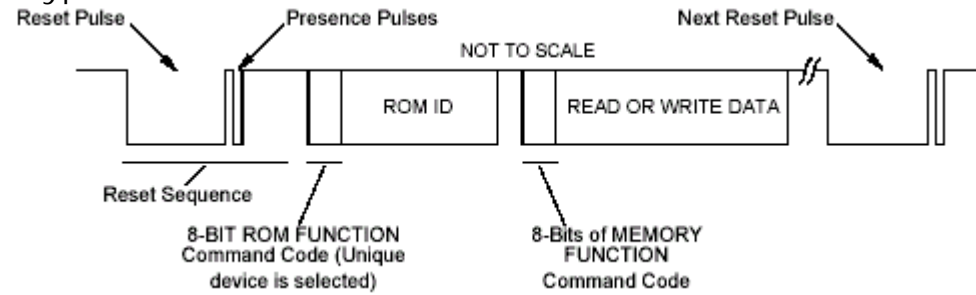 Reset Pulse
Presence Pulses
Next Reset Pulse
NOT TO SCALE
ROM ID
READ OR WRITE DATA
Reset Sequence
8-BIT ROM FUNCTION
Command Code (Unique
device is selected)
8-Bits of MEMORY
FUNCTION
Command Code